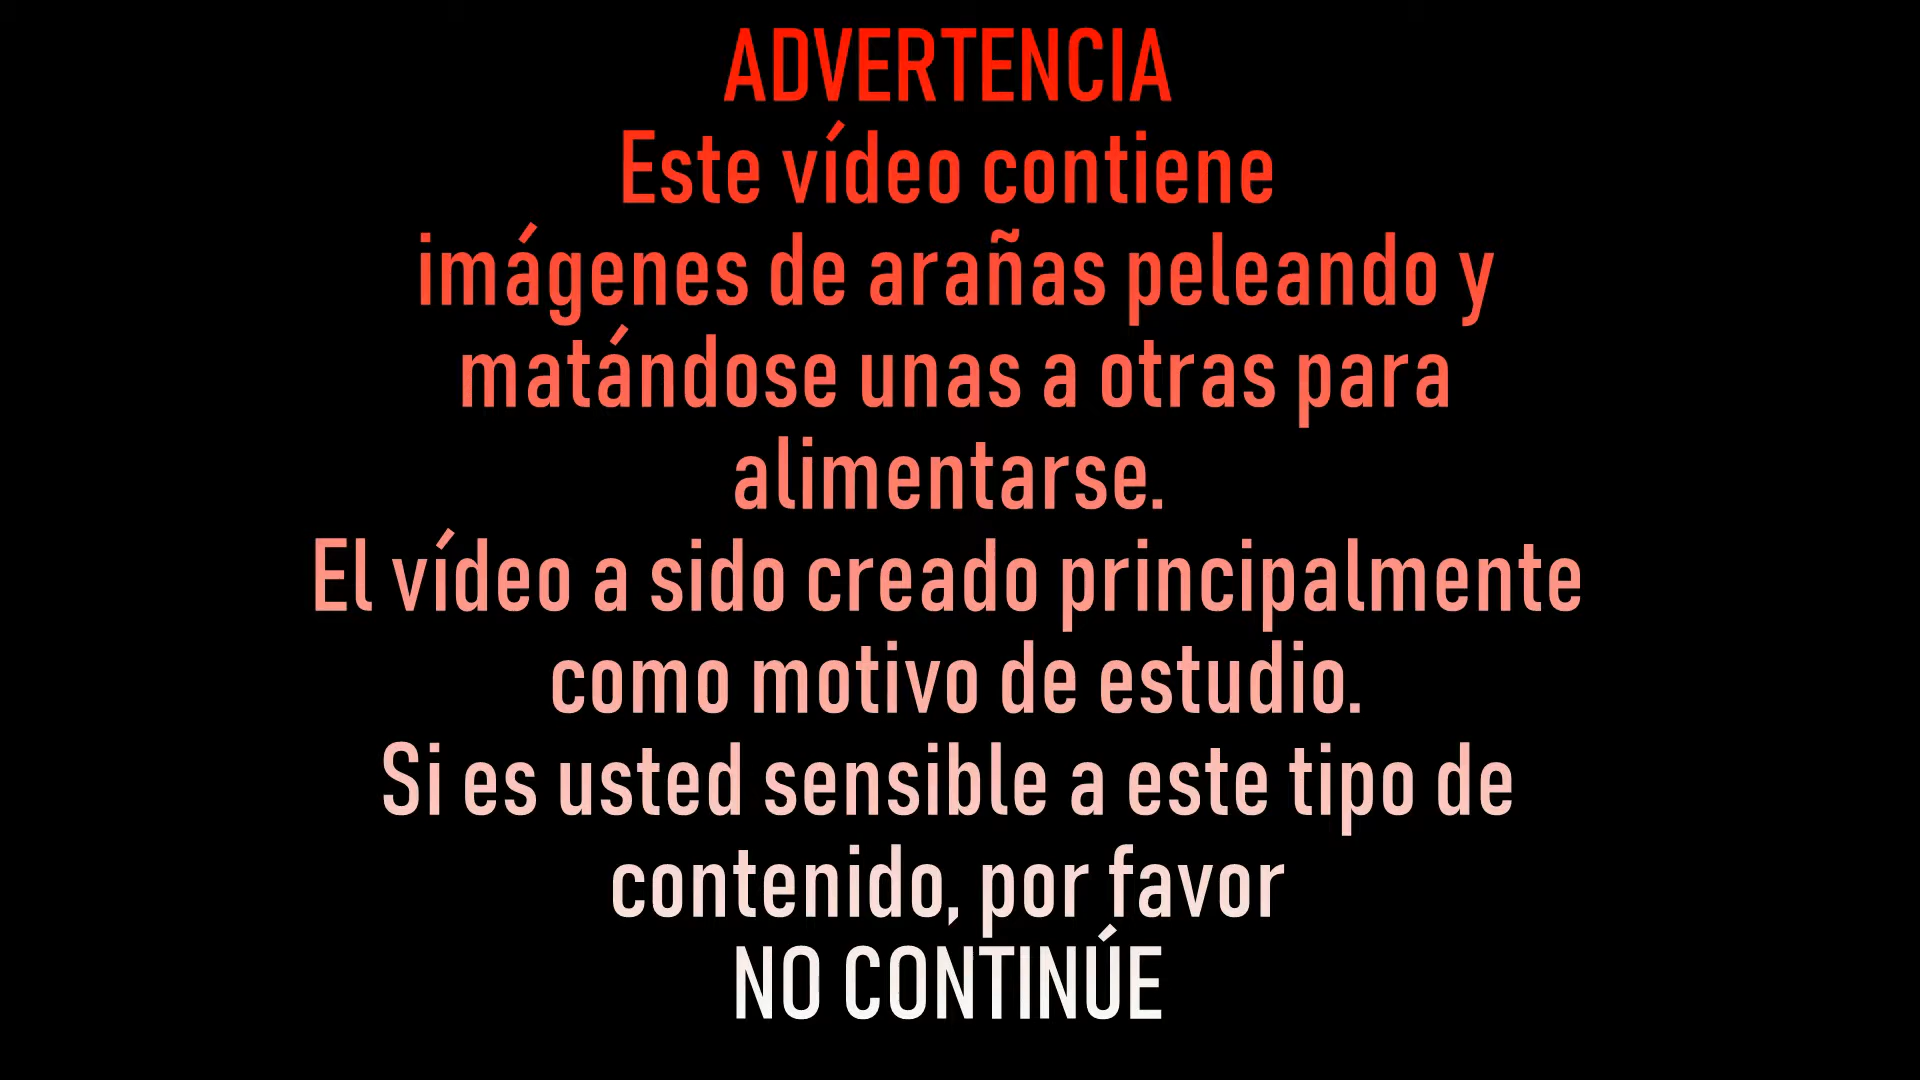 ADVERTENCIA
Este vídeo contiene
imágenes de arañas peleando y
matándose unas a otras para
alimentarse.
El vídeo a sido creado principalmente
como motivo de estudio.
Si es usted sensible a este tipo de
contenido, por favor
NO CONTINÚE